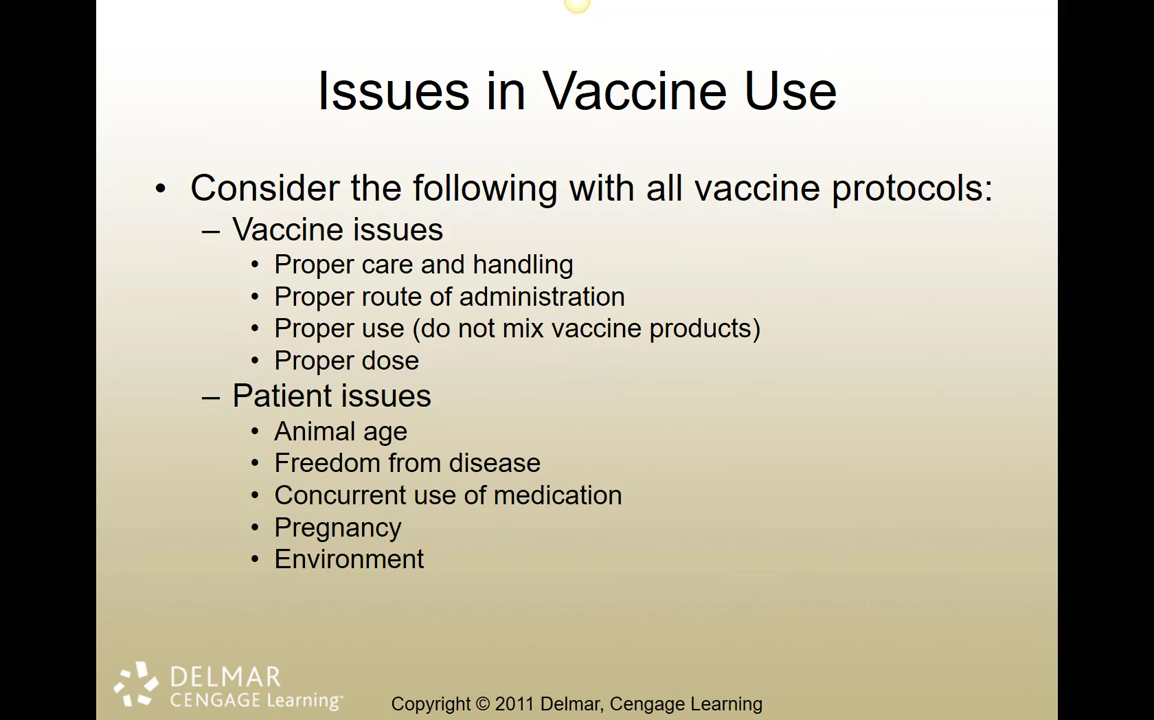 Issues in Vaccine Use
• Consider the following with all vaccine protocols:
– Vaccine issues
• Proper care and handling
• Proper route of administration
• Proper use (do not mix vaccine products)
• Proper dose
– Patient issues
• Animal age
• Freedom from disease
• Concurrent use of medication
• Pregnancy
• Environment
DELMAR
CENGAGE Learning™
Copyright © 2011 Delmar, Cengage Learning